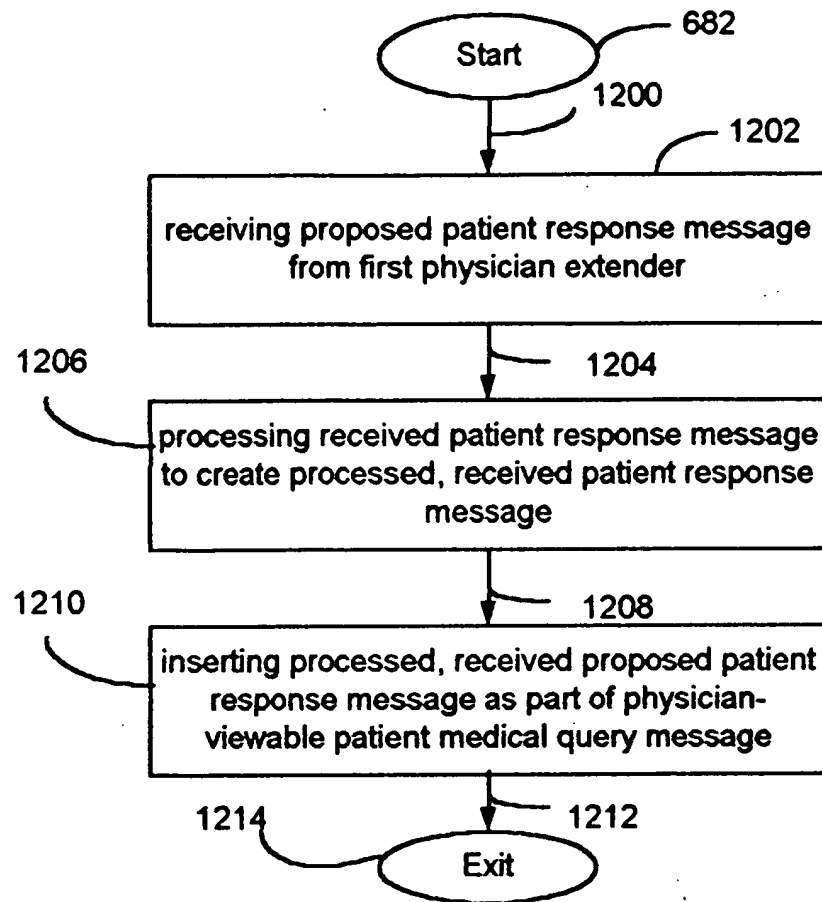 Start
682
1200
1202
receiving proposed patient response message
from first physician extender
1204
1206
processing received patient response message
to create processed, received patient response
message
1208
1210
inserting processed, received proposed patient
response message as part of physician-
viewable patient medical query message
1212
1214
Exit